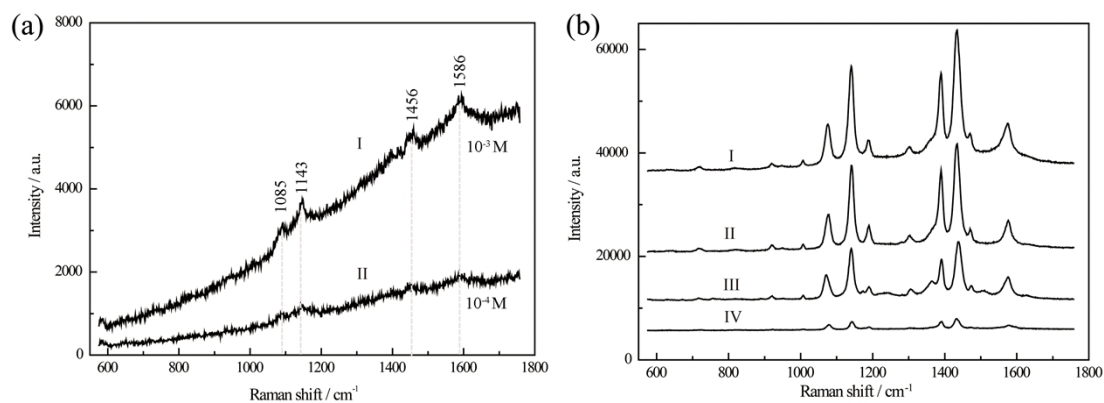 (a)
8000
6000
4000
2000
0
Intensity / a.u.
600 800 1000 1200 1400 1600 1800
Raman shift / cm-1
1085
1143
1456
1586
I
10-3 M
II
10-4 M
(b)
60000
40000
20000
0
Intensity / a.u.
600 800 1000 1200 1400 1600 1800
Raman shift / cm-1
I
II
III
IV